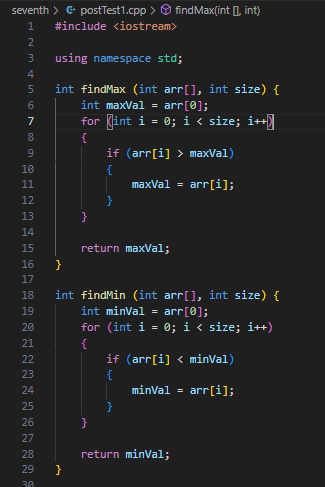 seventh > postTest1.cpp > findMax(int [], int)
1 #include <iostream>
2
3 using namespace std;
4
5 int findMax (int arr[], int size) {
6 int maxVal = arr[0];
7 for (int i = 0; i < size; i++)
8 {
9 if (arr[i] > maxVal)
10 {
11 maxVal = arr[i];
12 }
13 }
14
15 return maxVal;
16 }
17
18 int findMin (int arr[], int size) {
19 int minVal = arr[0];
20 for (int i = 0; i < size; i++)
21 {
22 if (arr[i] < minVal)
23 {
24 minVal = arr[i];
25 }
26 }
27
28 return minVal;
29 }
30